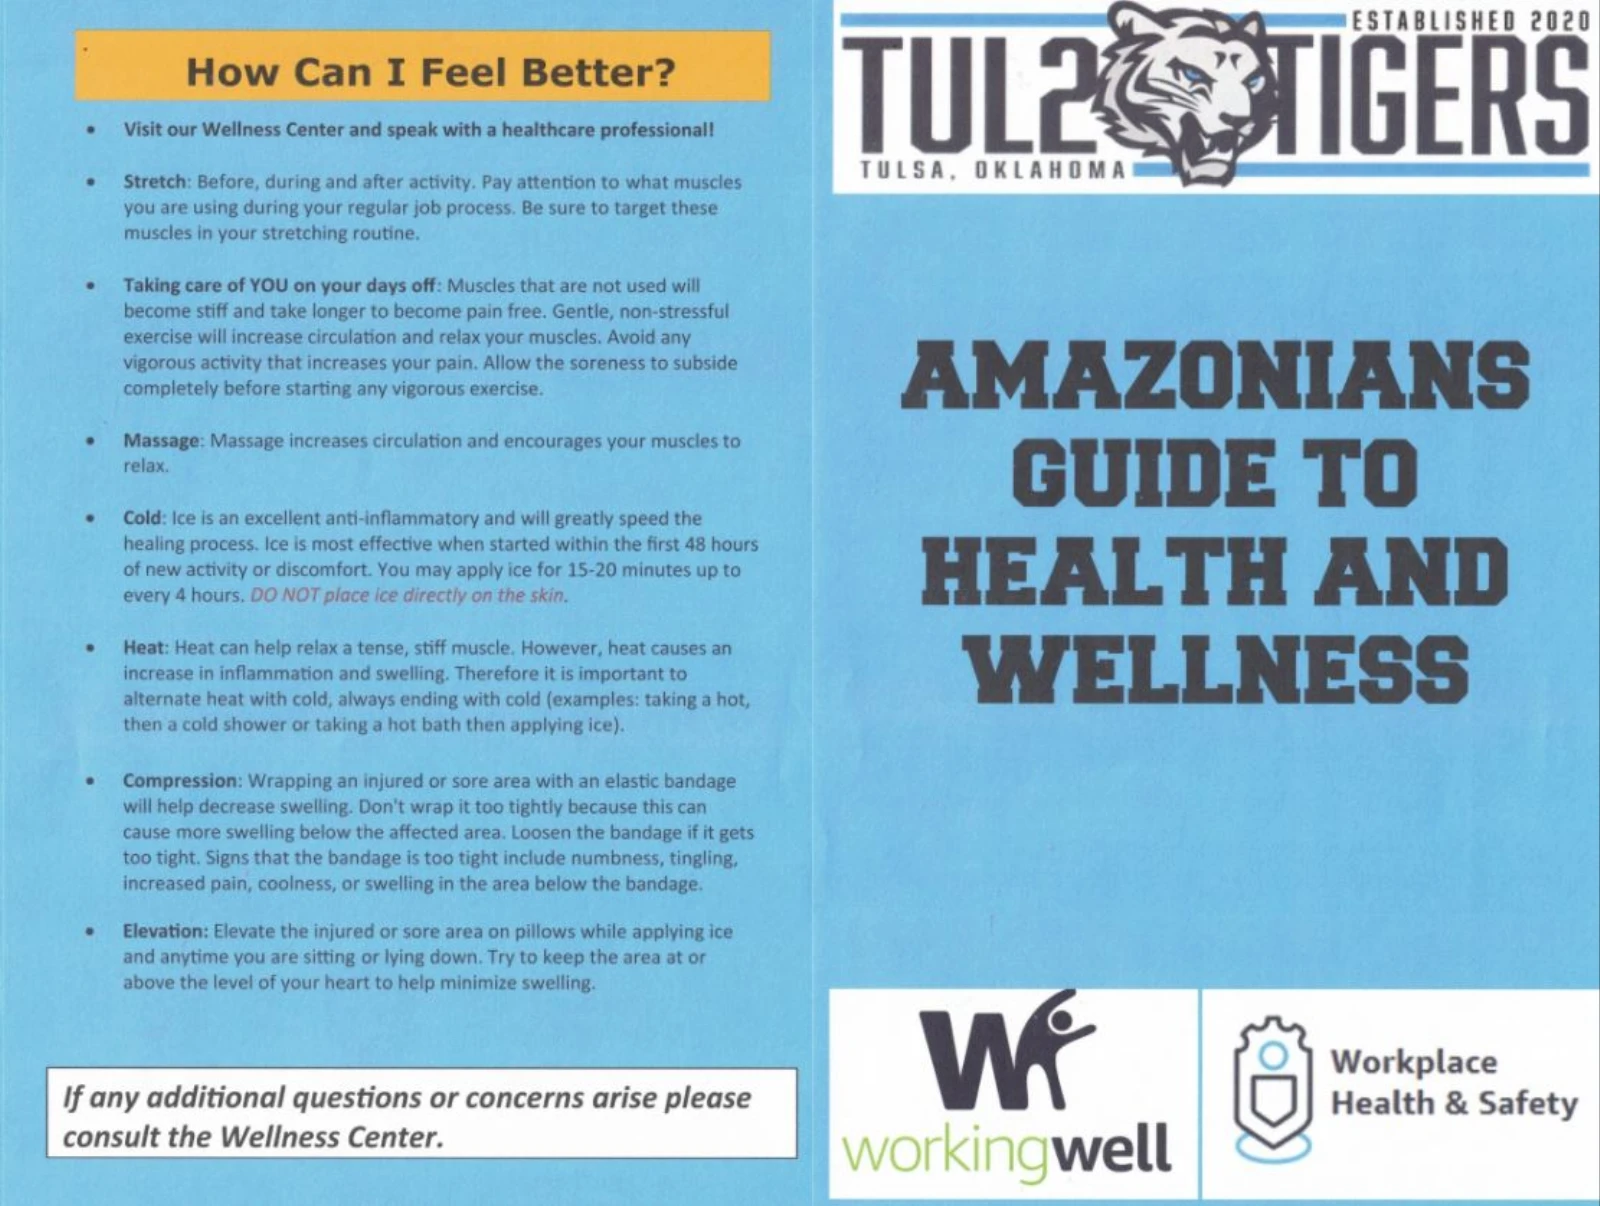 How Can I Feel Better?
• Visit our Wellness Center and speak with a healthcare professional!
• Stretch: Before, during and after activity. Pay attention to what muscles
you are using during your regular job process. Be sure to target these
muscles in your stretching routine.
• Taking care of YOU on your days off: Muscles that are not used will
become stiff and take longer to become pain free. Gentle, non-stressful
exercise will increase circulation and relax your muscles. Avoid any
vigorous activity that increases your pain. Allow the soreness to subside
completely before starting any vigorous exercise.
• Massage: Massage increases circulation and encourages your muscles to
relax.
• Cold: Ice is an excellent anti-inflammatory and will greatly speed the
healing process. Ice is most effective when started within the first 48 hours
of new activity or discomfort. You may apply ice for 15-20 minutes up to
every 4 hours. DO NOT place ice directly on the skin.
• Heat: Heat can help relax a tense, stiff muscle. However, heat causes an
increase in inflammation and swelling. Therefore it is important to
alternate heat with cold, always ending with cold (examples: taking a hot,
then a cold shower or taking a hot bath then applying ice).
• Compression: Wrapping an injured or sore area with an elastic bandage
will help decrease swelling. Don't wrap it too tightly because this can
cause more swelling below the affected area. Loosen the bandage if it gets
too tight. Signs that the bandage is too tight include numbness, tingling,
increased pain, coolness, or swelling in the area below the bandage.
• Elevation: Elevate the injured or sore area on pillows while applying ice
and anytime you are sitting or lying down. Try to keep the area at or
above the level of your heart to help minimize swelling.
If any additional questions or concerns arise please
consult the Wellness Center.
ESTABLISHED 2020
TUL2 TIGERS
TULSA, OKLAHOMA
AMAZONIANS
GUIDE TO
HEALTH AND
WELLNESS
W
workingwell
Workplace
Health & Safety